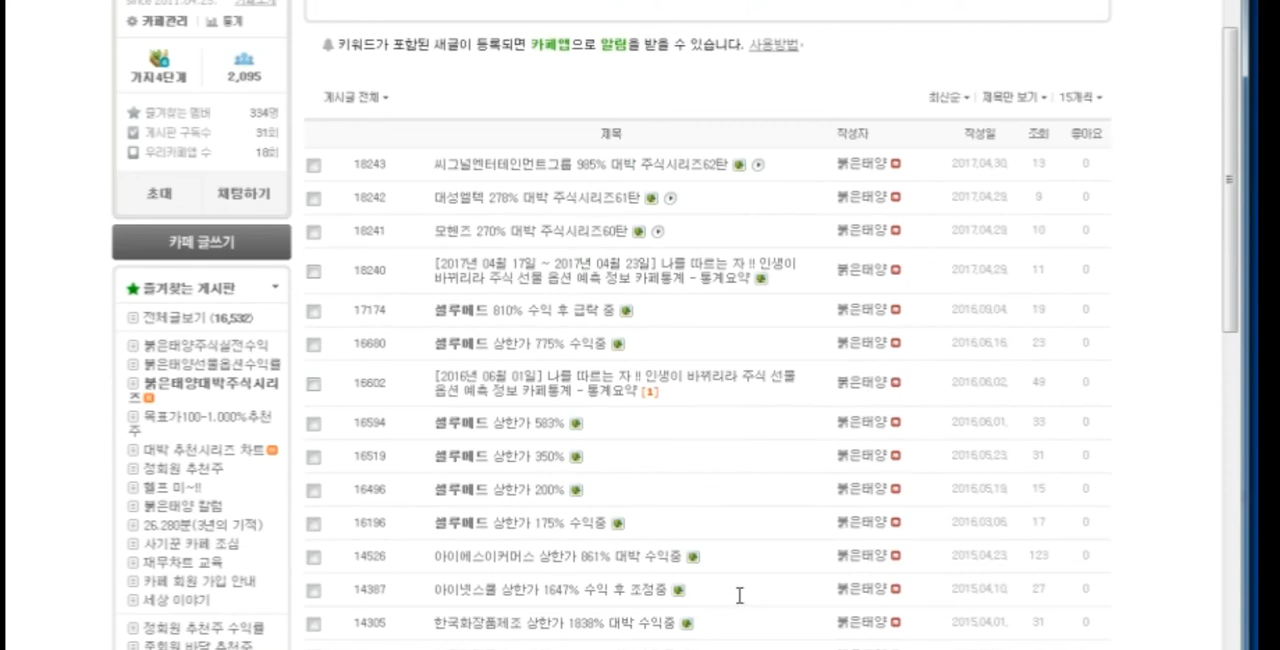 since 2011.04.25. 카페소개
카페관리 통계
키워드가 포함된 새글이 등록되면 카페앱으로 알림을 받을 수 있습니다. 사용방법
가지4단계 2,095
게시글 전체 최신순 제목만 보기 15개씩
즐겨찾는 멤버 334명
게시판 구독수 31회
우리카페앱 수 18회
초대 채팅하기
카페 글쓰기
즐겨찾는 게시판
전체글보기 (16,532)
붉은태양주식실전수익
붉은태양선물옵션수익률
붉은태양대박주식시리
즈
목표가100-1.000%추천
주
대박 추천시리즈 차트
정회원 추천주
헬프 미~!!
붉은태양 칼럼
26.280분(3년의 기적)
사기꾼 카페 조심
재무차트 교육
카페 회원 가입 안내
세상 이야기
정회원 추천주 수익률
제목 작성자 작성일 조회 좋아요
18243 씨그널엔터테인먼트그룹 985% 대박 주식시리즈62탄 붉은태양 2017.04.30. 13 0
18242 대성엘텍 278% 대박 주식시리즈61탄 붉은태양 2017.04.29. 9 0
18241 모헨즈 270% 대박 주식시리즈60탄 붉은태양 2017.04.29. 10 0
18240 [2017년 04월 17일 ~ 2017년 04월 23일] 나를 따르는 자 !! 인생이
바뀌리라 주식 선물 옵션 예측 정보 카페통계 - 통계요약 붉은태양 2017.04.29. 11 0
17174 셀루메드 810% 수익 후 급락 중 붉은태양 2016.09.04. 19 0
16680 셀루메드 상한가 775% 수익중 붉은태양 2016.06.16. 23 0
16602 [2016년 06월 01일] 나를 따르는 자 !! 인생이 바뀌리라 주식 선물
옵션 예측 정보 카페통계 - 통계요약 [1] 붉은태양 2016.06.02. 49 0
16594 셀루메드 상한가 583% 붉은태양 2016.06.01. 33 0
16519 셀루메드 상한가 350% 붉은태양 2016.05.23. 31 0
16496 셀루메드 상한가 200% 붉은태양 2016.05.19. 15 0
16196 셀루메드 상한가 175% 수익중 붉은태양 2016.03.06. 17 0
14526 아이에스이커머스 상한가 861% 대박 수익중 붉은태양 2015.04.23. 123 0
14387 아이넷스쿨 상한가 1647% 수익 후 조정중 붉은태양 2015.04.10. 27 0
14305 한국화장품제조 상한가 1838% 대박 수익중 붉은태양 2015.04.01. 31 0